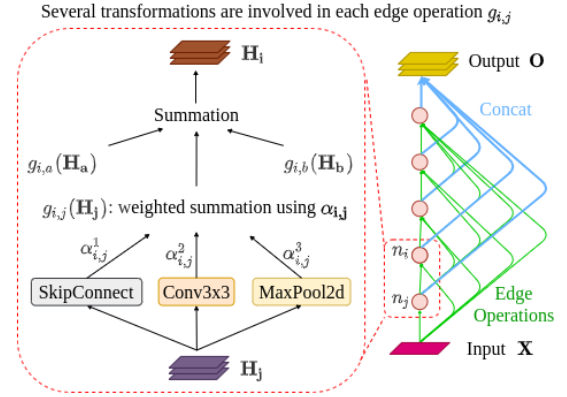 Several transformations are involved in each edge operation g_{i,j}
H_i
Summation
g_{i,a}(H_a)
g_{i,b}(H_b)
g_{i,j}(H_j): weighted summation using α_{i,j}
α^1_{i,j}
α^2_{i,j}
α^3_{i,j}
SkipConnect
Conv3x3
MaxPool2d
H_j
Output O
Concat
n_i
n_j
Edge
Operations
Input X